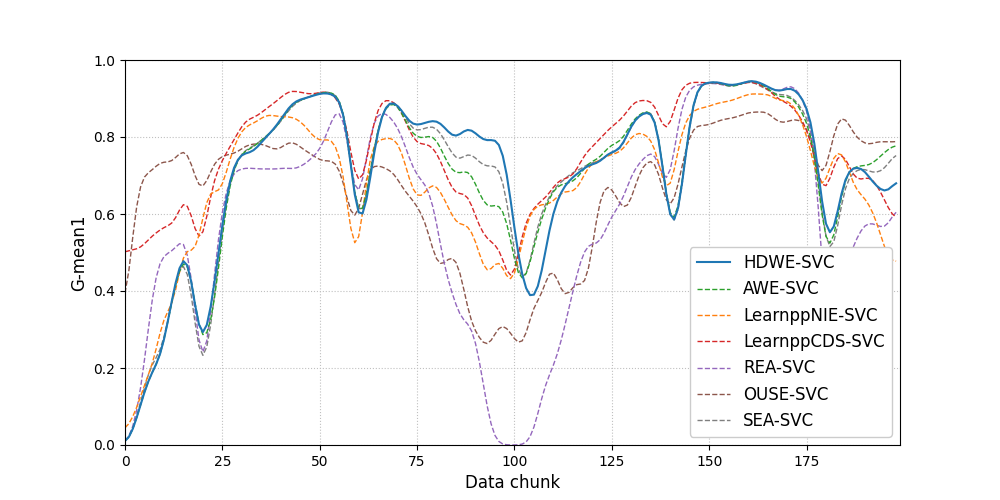 G-mean1
1.0
0.8
0.6
0.4
0.2
0.0
0
25
50
75
100
125
150
175
Data chunk
HDWE-SVC
AWE-SVC
LearnppNIE-SVC
LearnppCDS-SVC
REA-SVC
OUSE-SVC
SEA-SVC